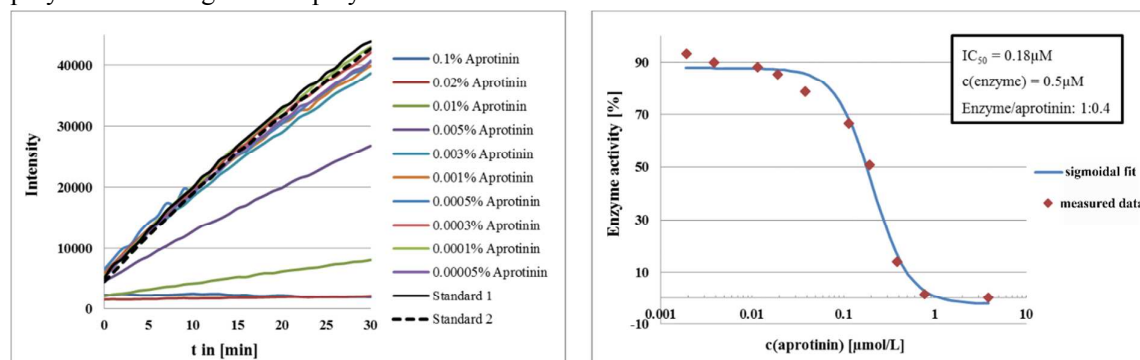 40000
30000
20000
10000
0
Intensity
0 5 10 15 20 25 30
t in [min]
0.1% Aprotinin
0.02% Aprotinin
0.01% Aprotinin
0.005% Aprotinin
0.003% Aprotinin
0.001% Aprotinin
0.0005% Aprotinin
0.0003% Aprotinin
0.0001% Aprotinin
0.00005% Aprotinin
Standard 1
Standard 2
90
70
50
30
10
-10
Enzyme activity [%]
0.001 0.01 0.1 1 10
c(aprotinin) [µmol/L]
IC50 = 0.18µM
c(enzyme) = 0.5µM
Enzyme/aprotinin: 1:0.4
sigmoidal fit
measured data